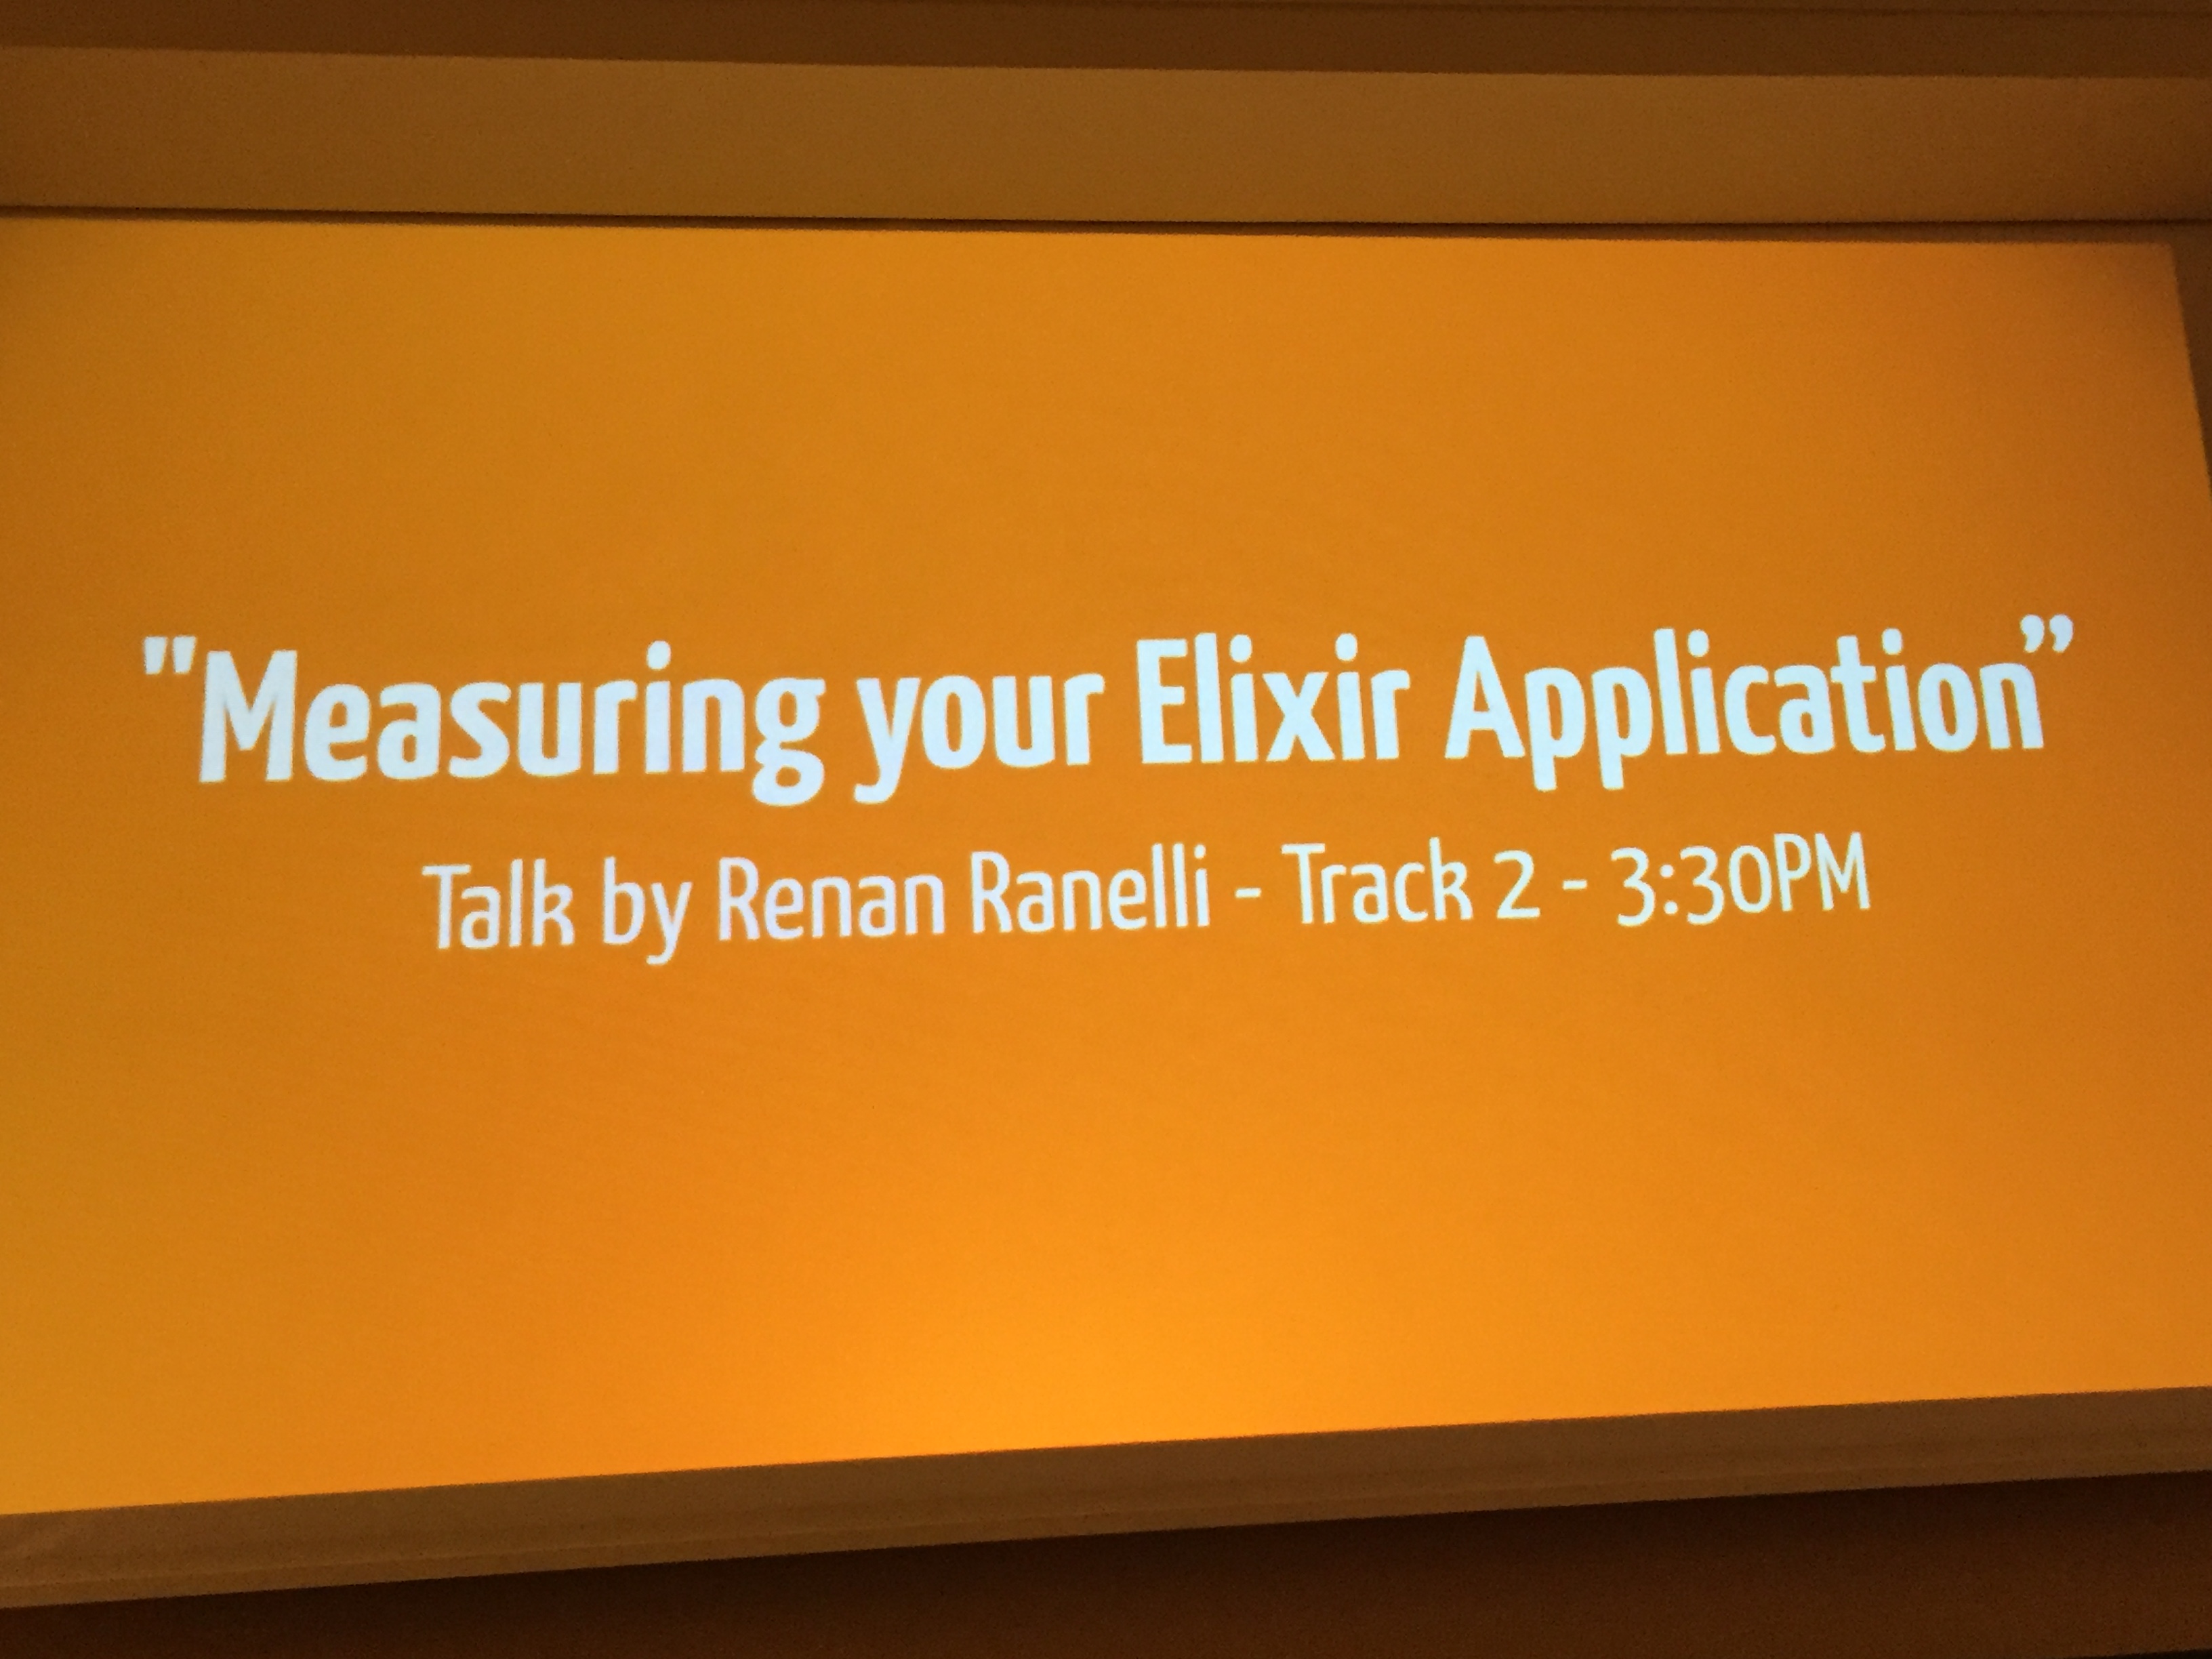 "Measuring your Elixir Application”
Talk by Renan Ranelli - Track 2 - 3:30PM